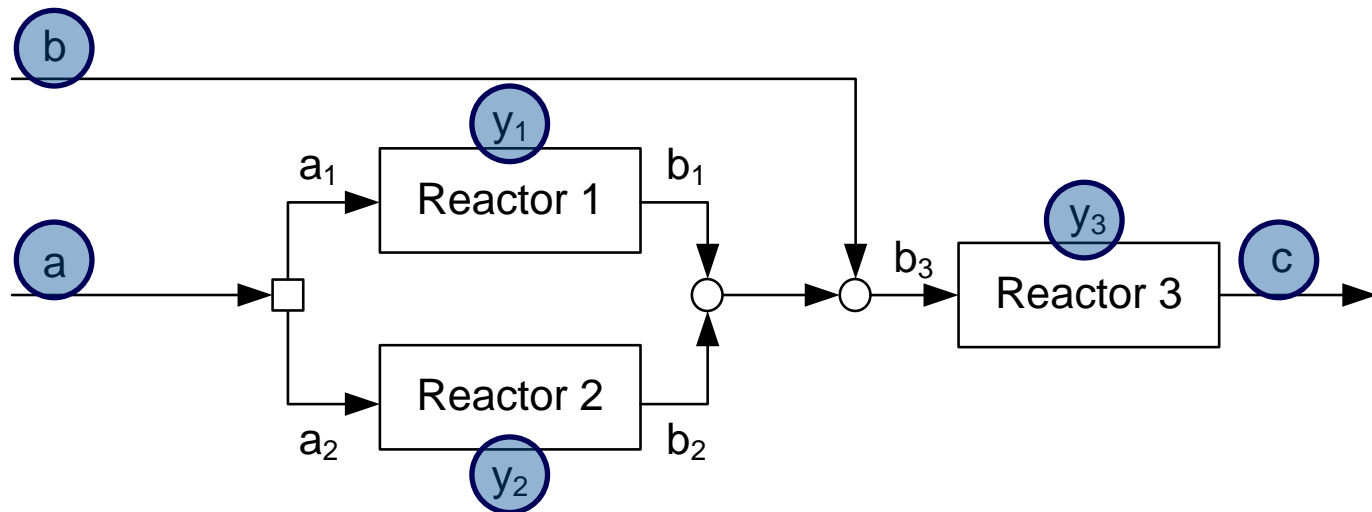 b
y₁
a₁
Reactor 1
b₁
a
y₃
b₃
Reactor 3
c
Reactor 2
a₂
b₂
y₂